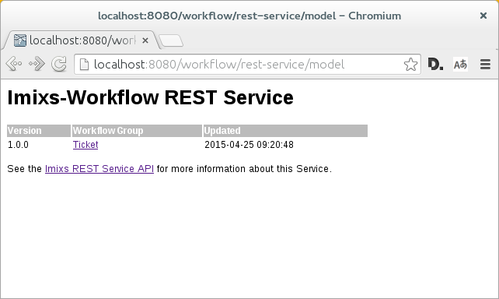 localhost:8080/workflow/rest-service/model – Chromium
localhost:8080/work
localhost:8080/workflow/rest-service/model
D.
Imixs-Workflow REST Service
Version Workflow Group Updated
1.0.0 Ticket 2015-04-25 09:20:48
See the Imixs REST Service API for more information about this Service.